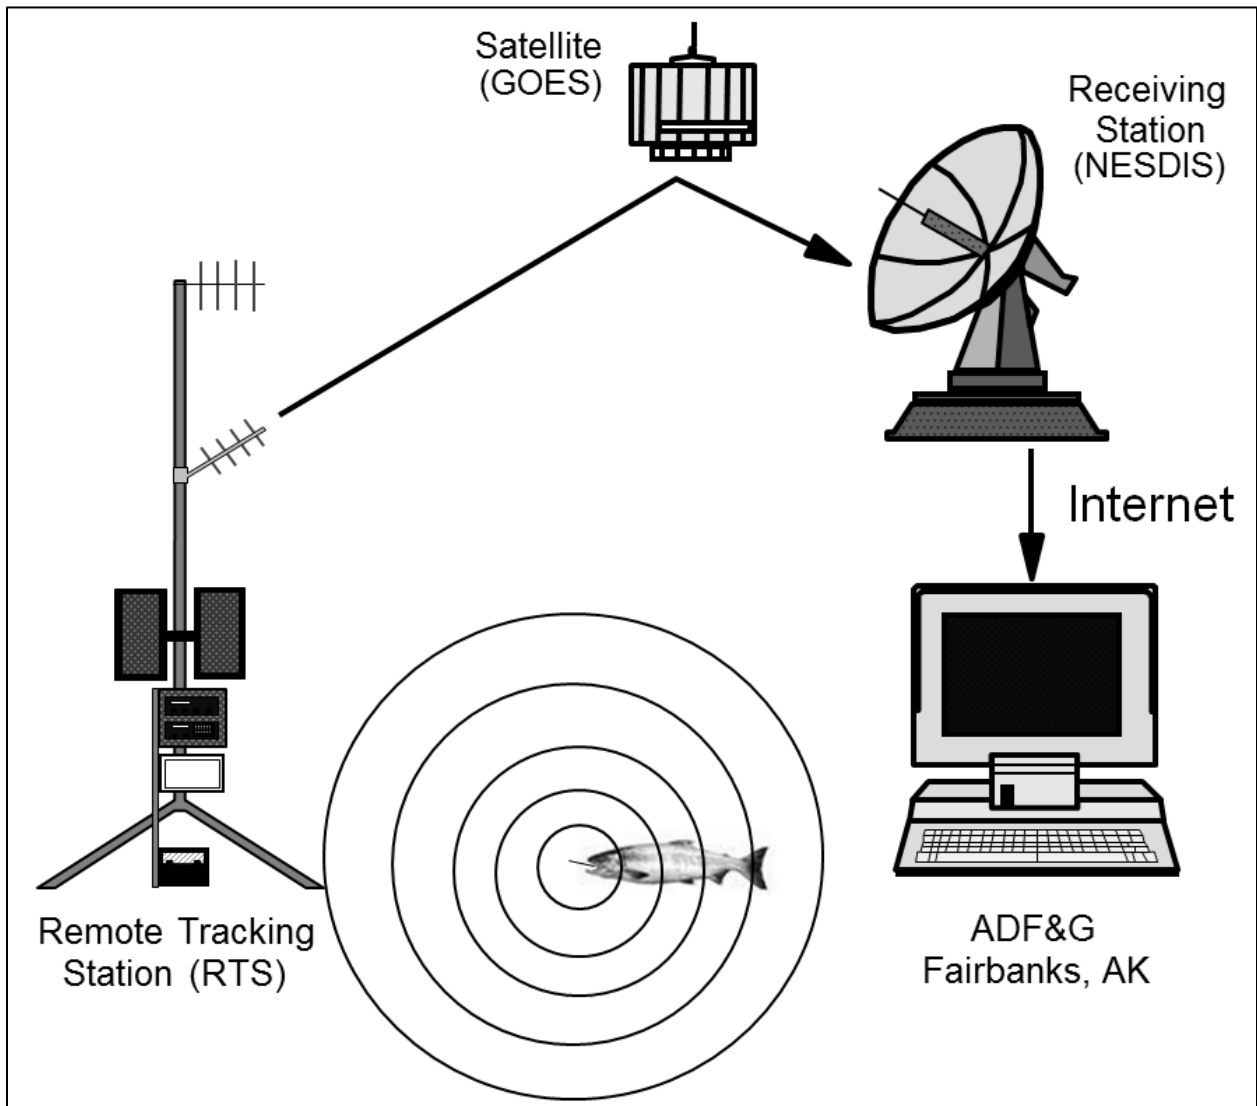 Satellite
(GOES)
Receiving
Station
(NESDIS)
Internet
Remote Tracking
Station (RTS)
ADF&G
Fairbanks, AK